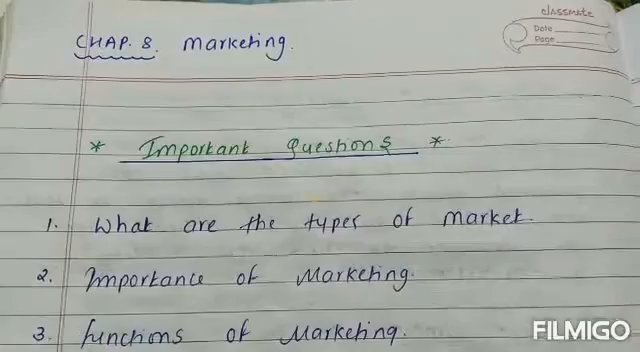 classmate
Date
Page
CHAP. 8. Marketing.
* Important Questions *
1. What are the types of market.
2. Importance of Marketing.
3. functions of Marketing.
FILMIGO